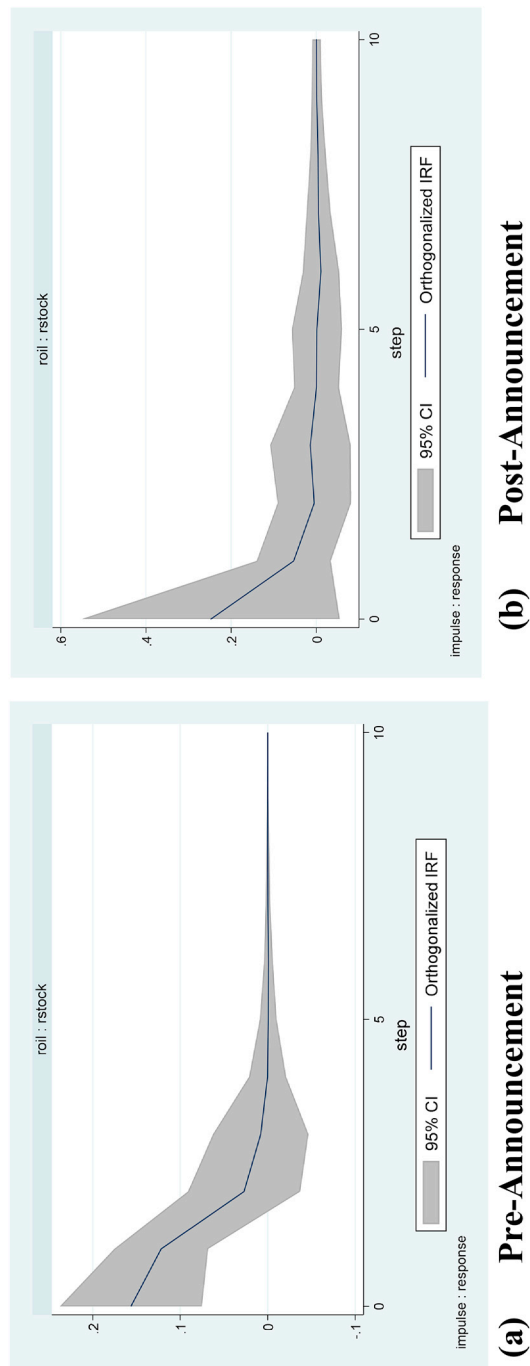 roil : rstock
.2
.1
0
-.1
0
5
10
step
95% CI
Orthogonalized IRF
impulse : response
(a) Pre-Announcement
roil : rstock
.6
.4
.2
0
0
5
10
step
95% CI
Orthogonalized IRF
impulse : response
(b) Post-Announcement